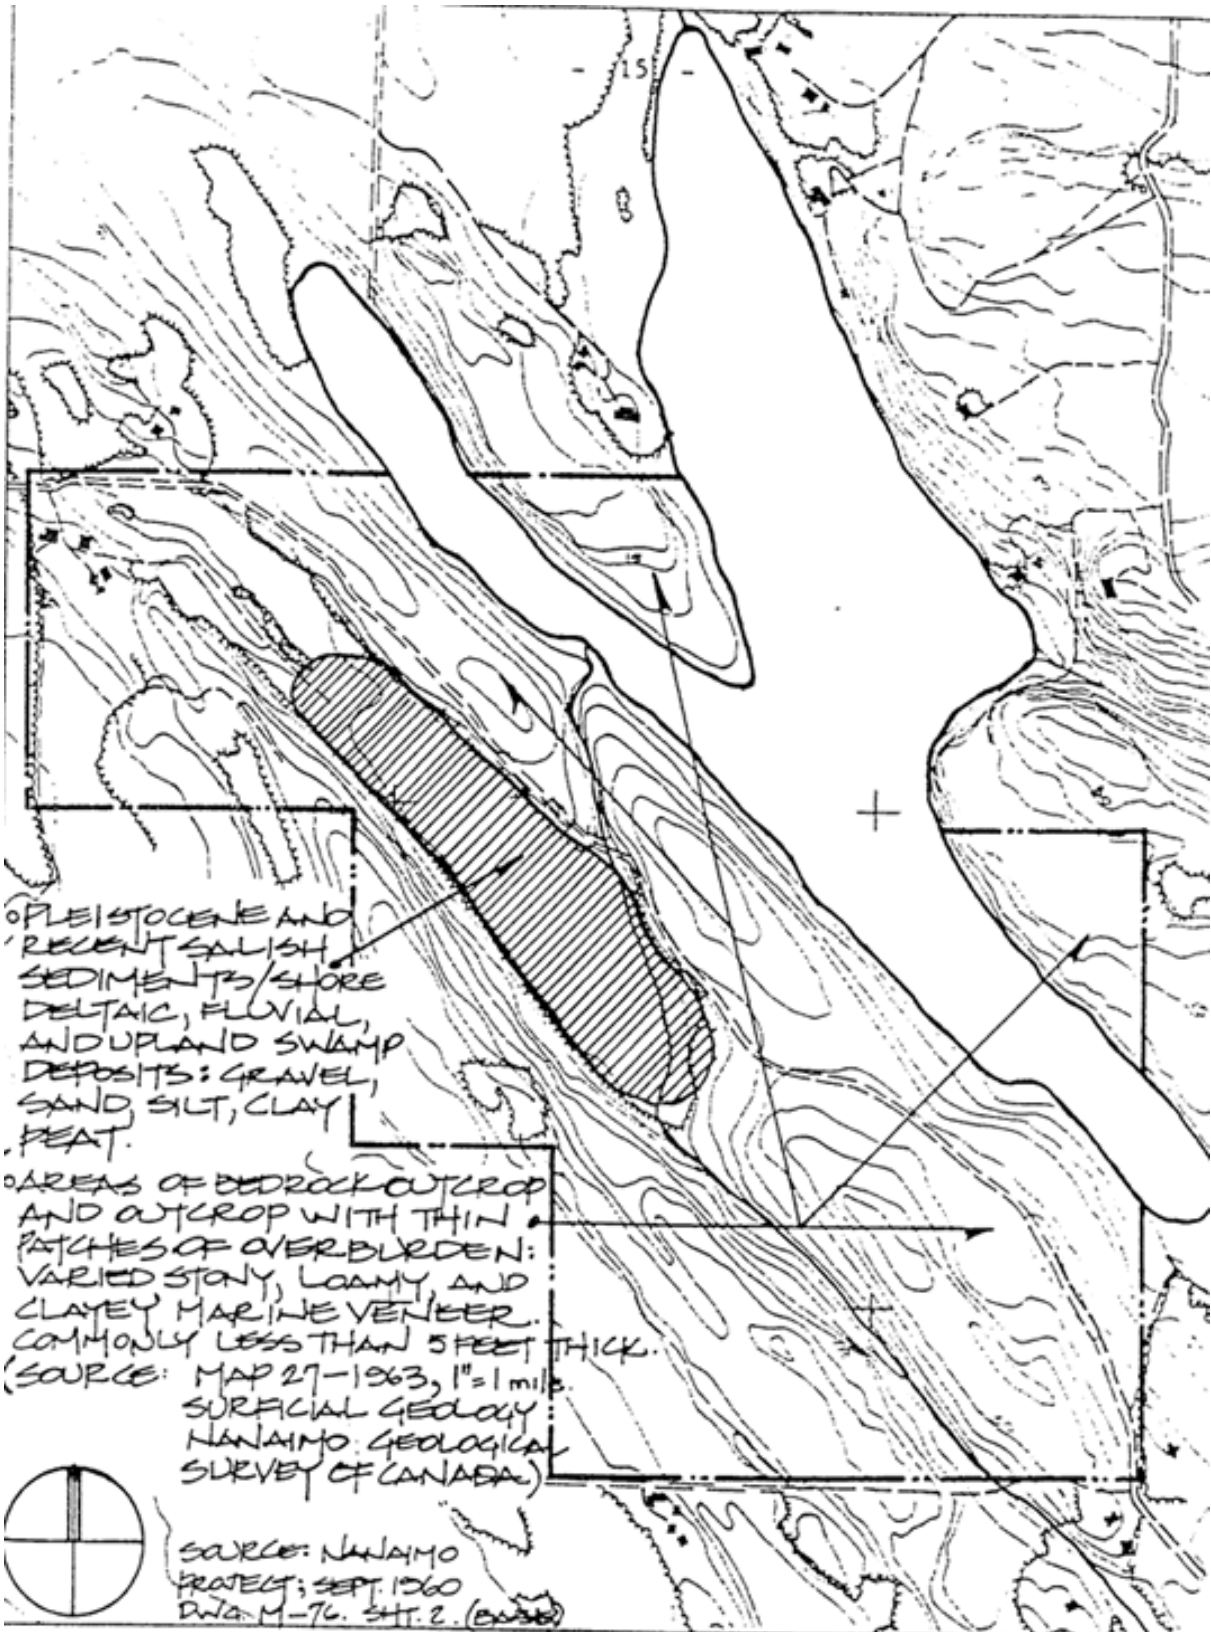 - 15 -
○ PLEISTOCENE AND
RECENT SALISH
SEDIMENTS/SHORE
DELTAIC, FLUVIAL,
AND UPLAND SWAMP
DEPOSITS: GRAVEL,
SAND, SILT, CLAY
PEAT.
○ AREAS OF BEDROCK OUTCROP
AND OUTCROP WITH THIN
PATCHES OF OVERBURDEN:
VARIED STONY, LOAMY, AND
CLAYEY MARINE VENEER.
COMMONLY LESS THAN 5 FEET THICK.
(SOURCE: MAP 27-1963, 1"=1 mile.
SURFICIAL GEOLOGY
NANAIMO. GEOLOGICAL
SURVEY OF CANADA)
SOURCE: NANAIMO
PROJECT; SEPT. 1960
DWG. M-76. SHT. 2. (BASE)